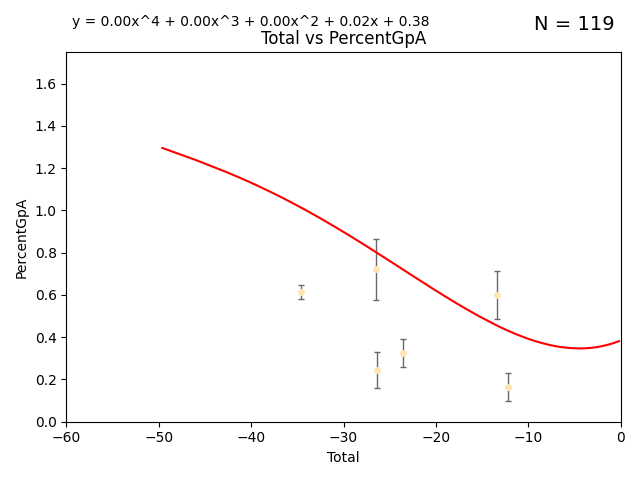 y = 0.00x^4 + 0.00x^3 + 0.00x^2 + 0.02x + 0.38
N = 119
Total vs PercentGpA
PercentGpA
1.6
1.4
1.2
1.0
0.8
0.6
0.4
0.2
0.0
−60 −50 −40 −30 −20 −10 0
Total